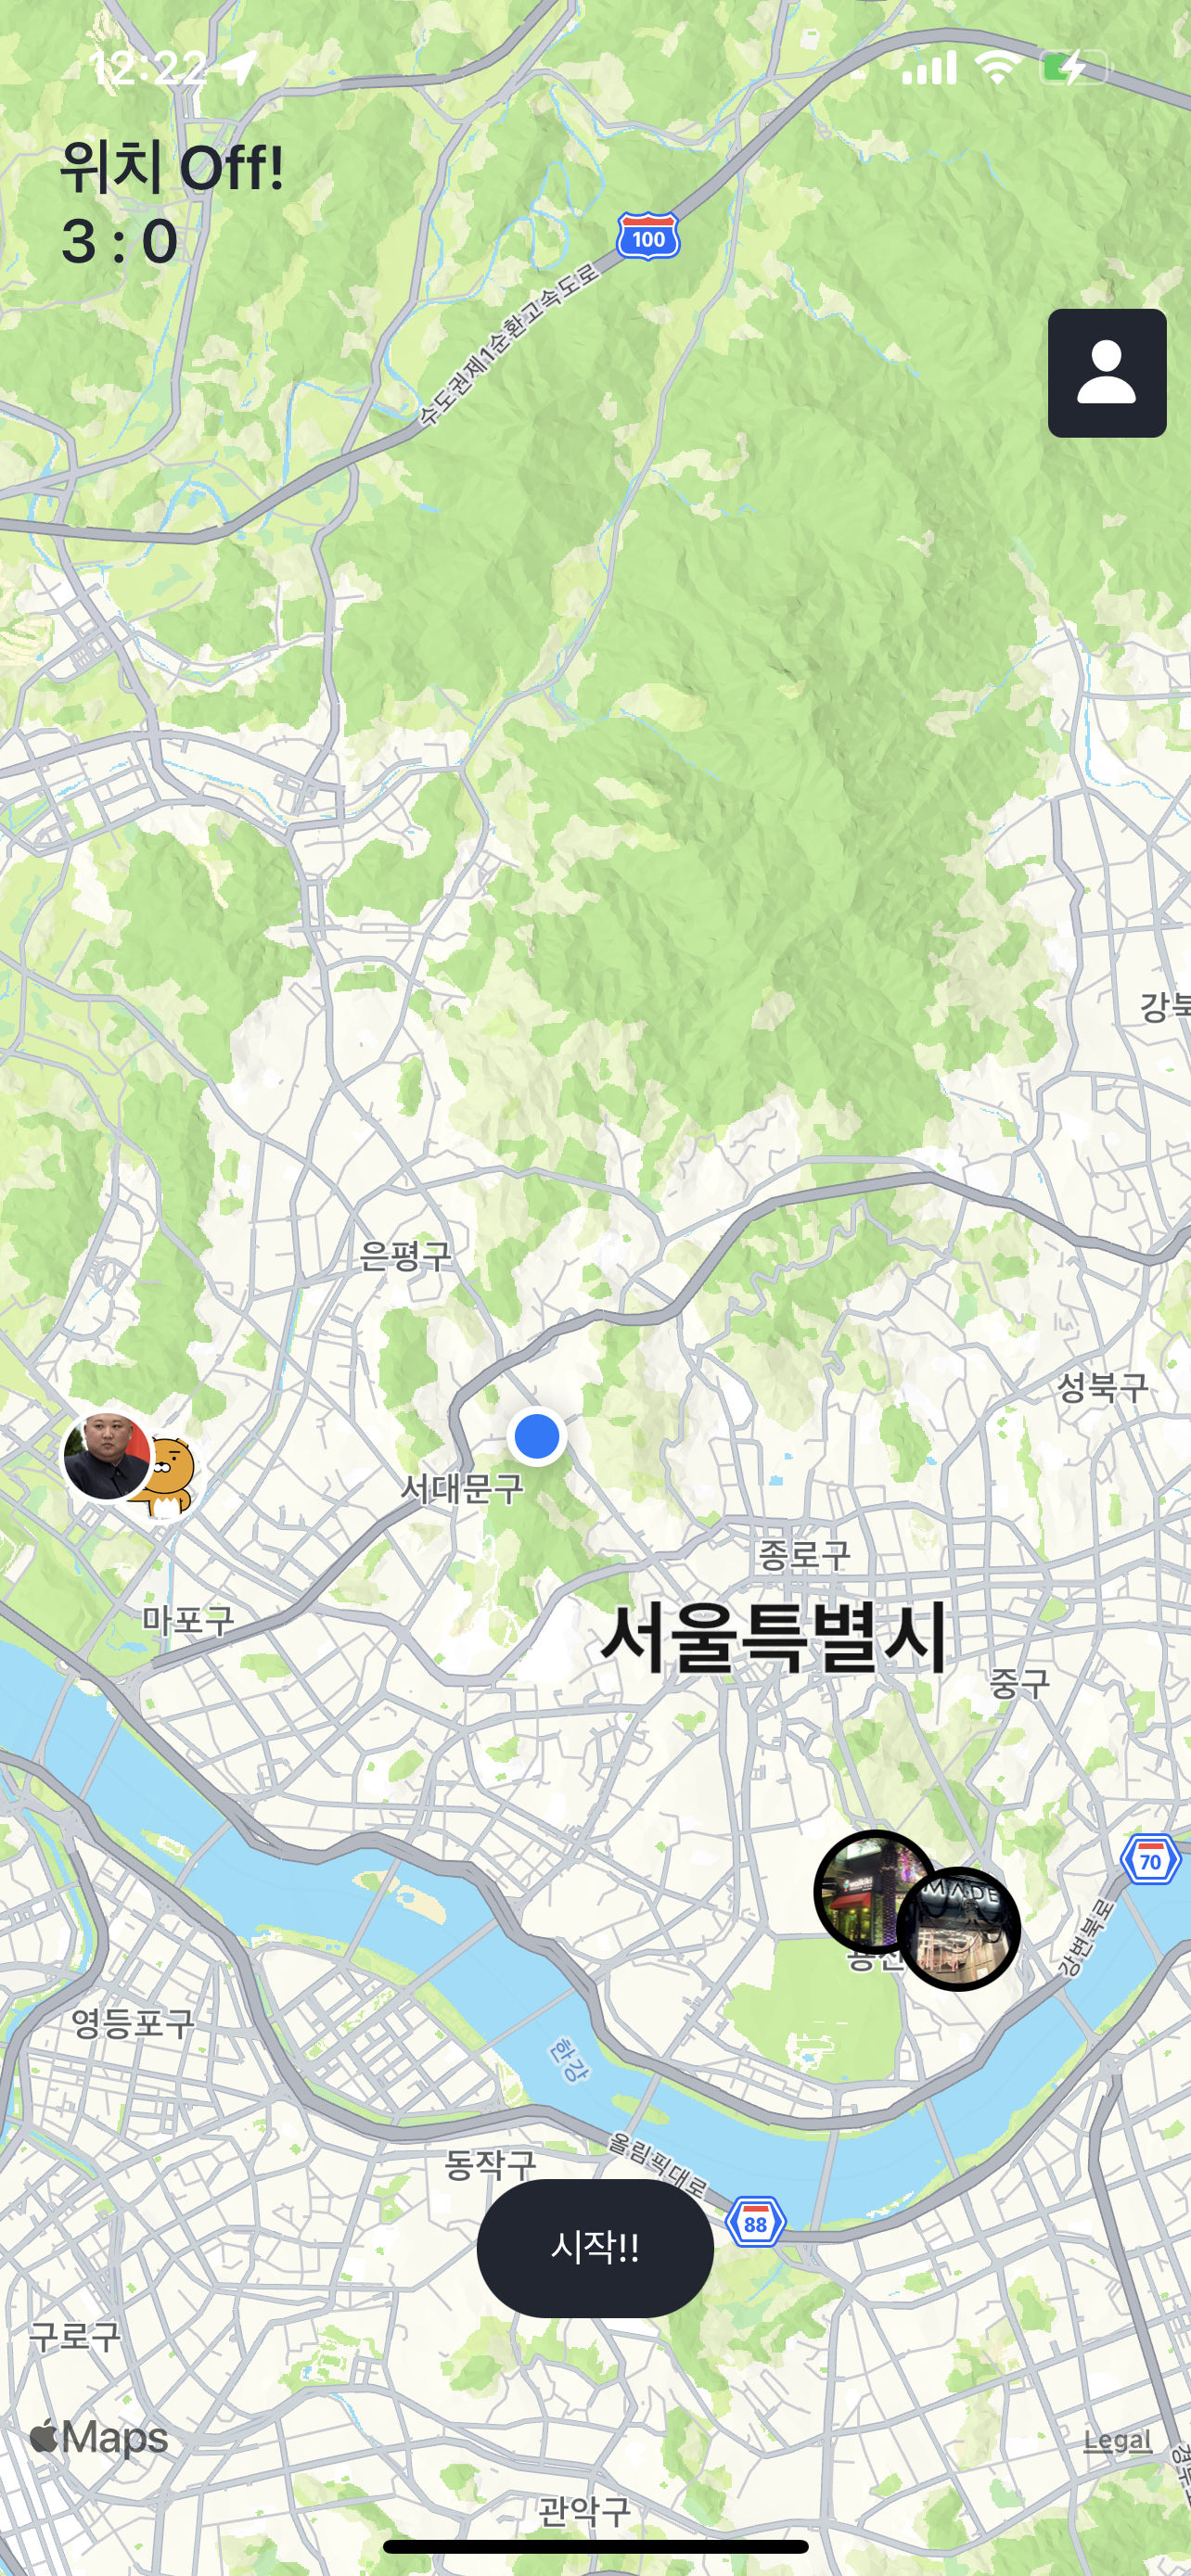 12:22
위치 Off!
3 : 0
100
수도권제1순환고속도로
강북
은평구
성북구
서대문구
종로구
마포구
서울특별시
중구
70
MADE
강변북로
영등포구
한강
동작구
올림픽대로
88
시작!!
구로구
Maps
Legal
관악구